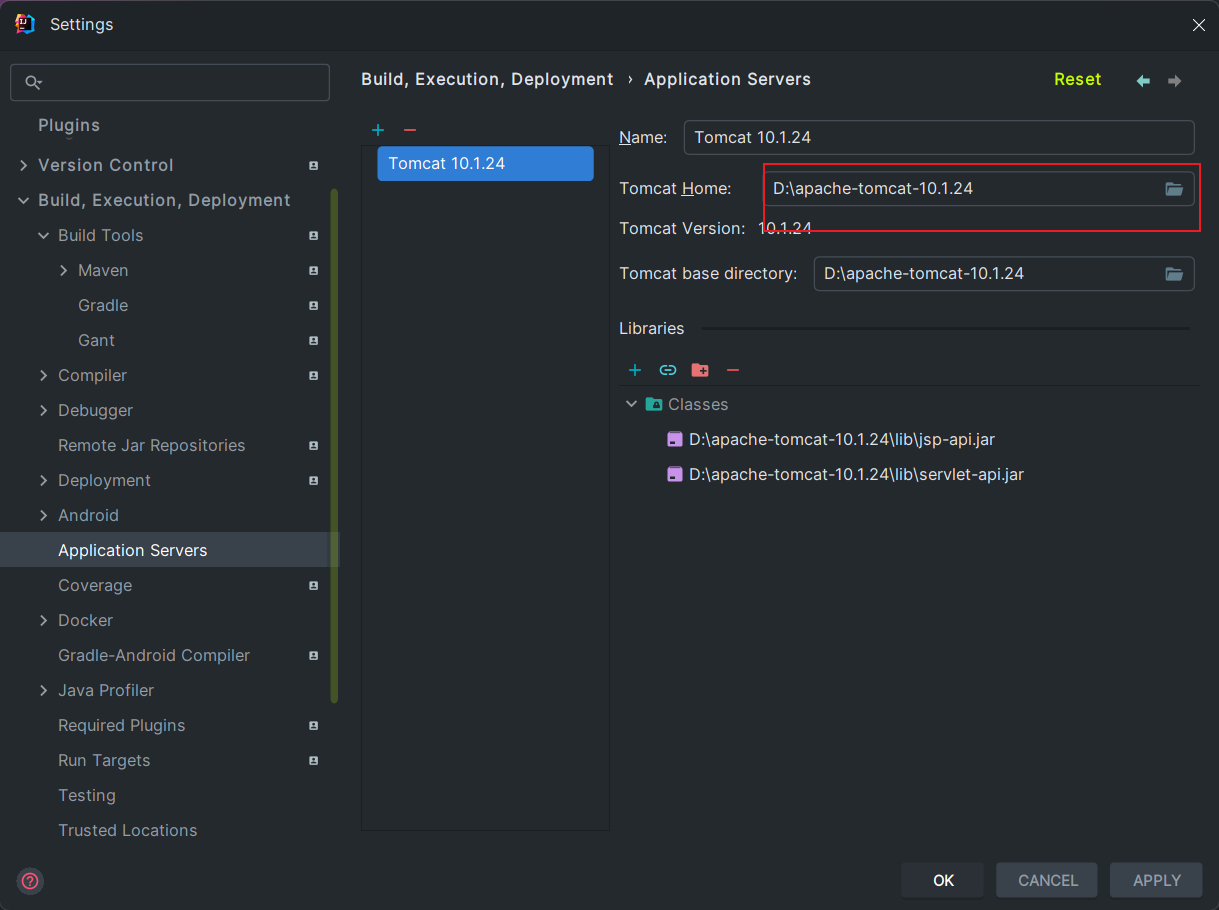 Settings
Build, Execution, Deployment › Application Servers
Reset
Plugins
Version Control
Build, Execution, Deployment
Build Tools
Maven
Gradle
Gant
Compiler
Debugger
Remote Jar Repositories
Deployment
Android
Application Servers
Coverage
Docker
Gradle-Android Compiler
Java Profiler
Required Plugins
Run Targets
Testing
Trusted Locations
Tomcat 10.1.24
Name: Tomcat 10.1.24
Tomcat Home: D:\apache-tomcat-10.1.24
Tomcat Version: 10.1.24
Tomcat base directory: D:\apache-tomcat-10.1.24
Libraries
Classes
D:\apache-tomcat-10.1.24\lib\jsp-api.jar
D:\apache-tomcat-10.1.24\lib\servlet-api.jar
?
OK
CANCEL
APPLY